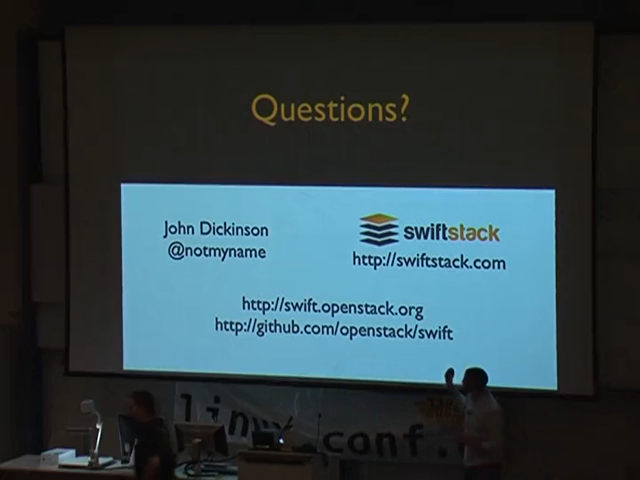 Questions?
John Dickinson
@notmyname
swiftstack
http://swiftstack.com
http://swift.openstack.org
http://github.com/openstack/swift
linux
conf.